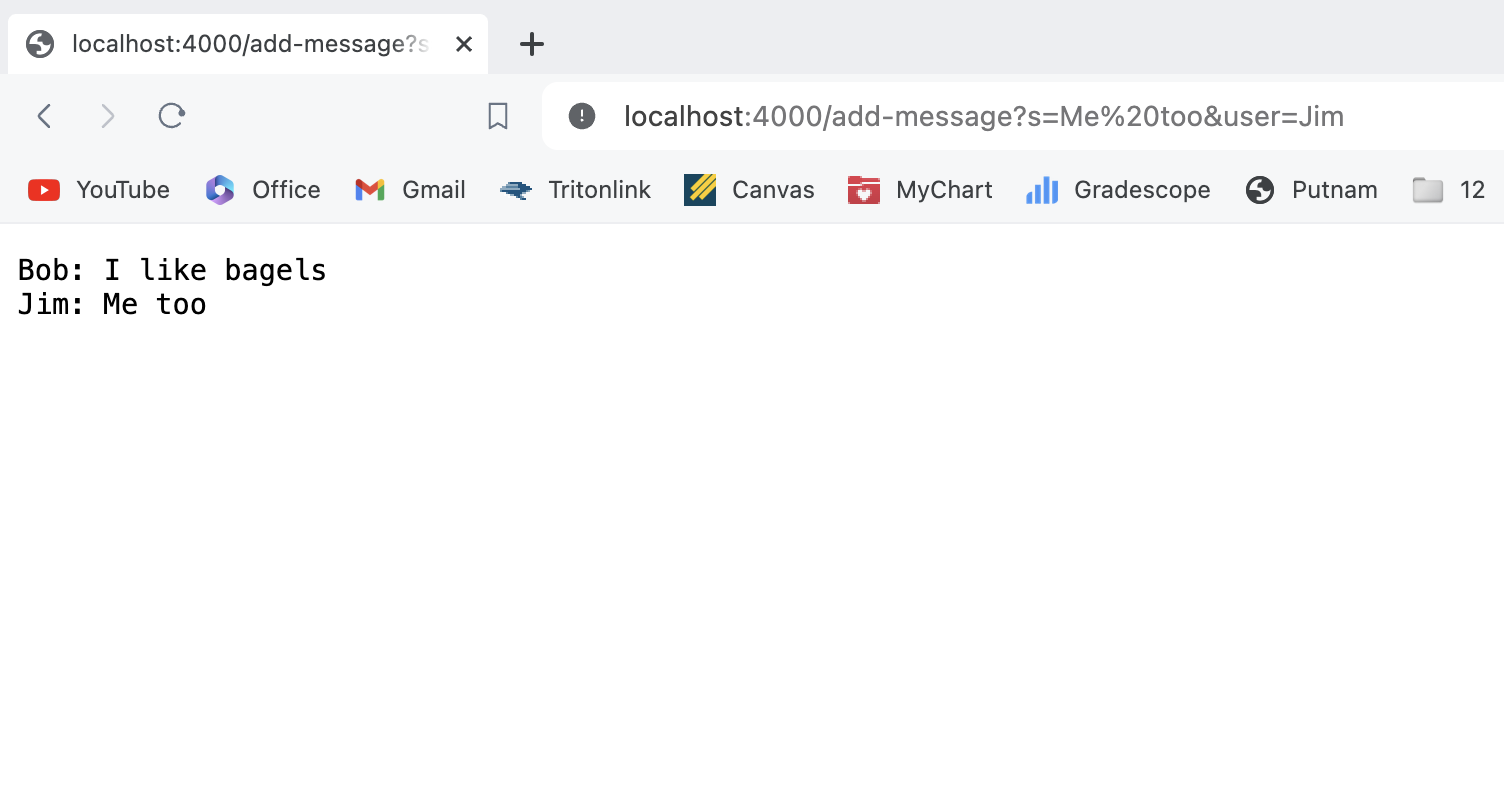 localhost:4000/add-message?s
localhost:4000/add-message?s=Me%20too&user=Jim
YouTube Office Gmail Tritonlink Canvas MyChart Gradescope Putnam 12
Bob: I like bagels
Jim: Me too